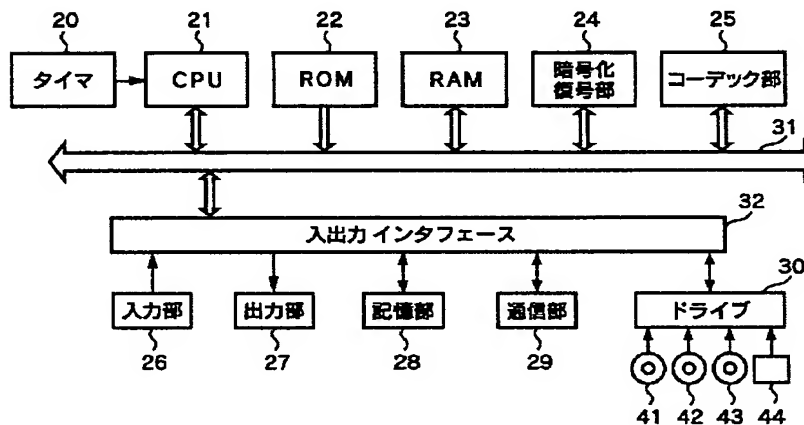 20 21 22 23 24 25
タイマ CPU ROM RAM 暗号化 コーデック部
復号部
31
32
入出力 インタフェース
30
入力部 出力部 記憶部 通信部 ドライブ
26 27 28 29
41 42 43 44